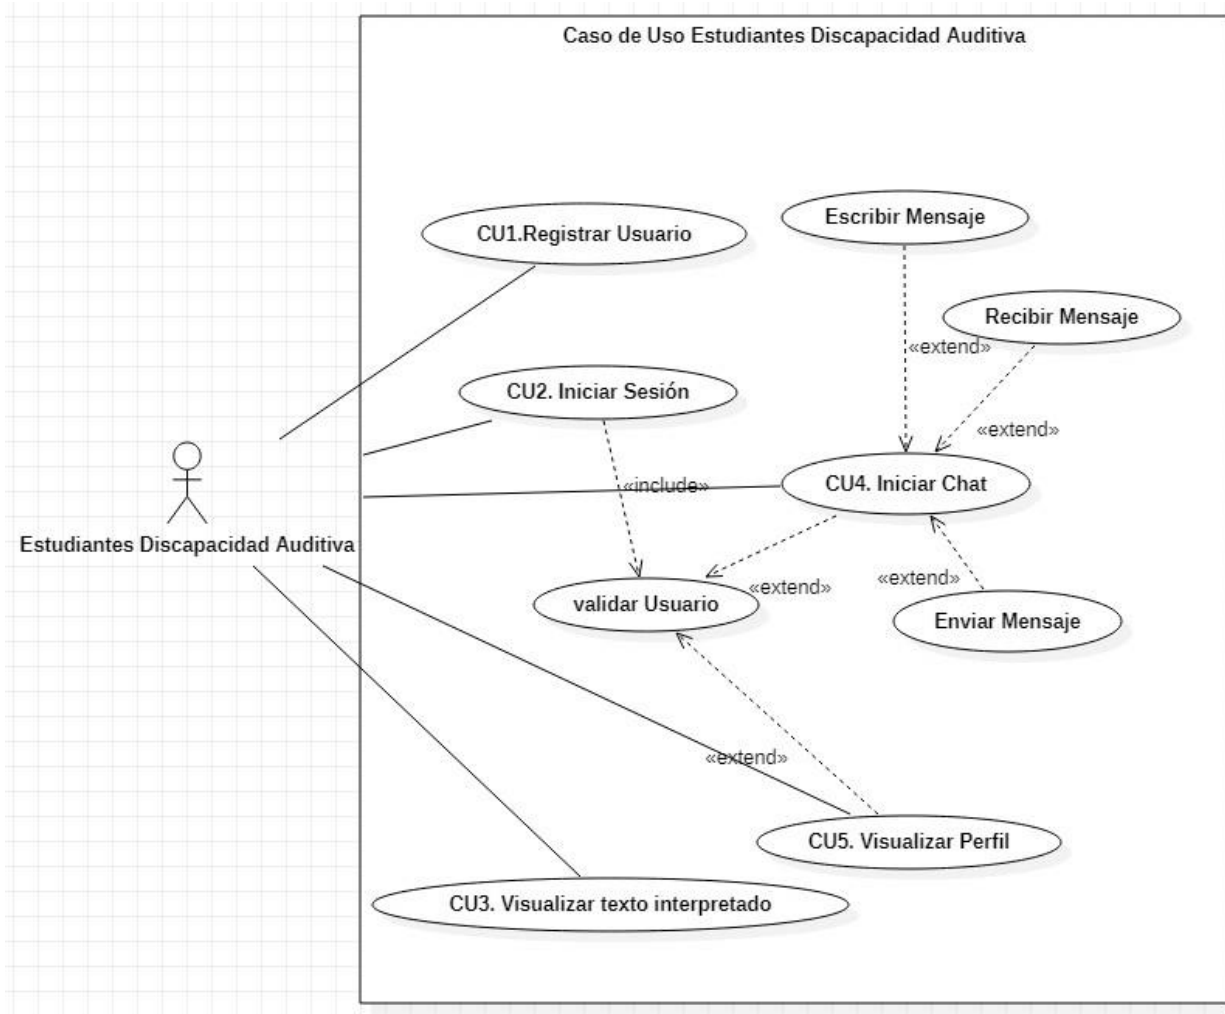 Caso de Uso Estudiantes Discapacidad Auditiva
Escribir Mensaje
CU1.Registrar Usuario
Recibir Mensaje
«extend»
CU2. Iniciar Sesión
«extend»
CU4. Iniciar Chat
«include»
Estudiantes Discapacidad Auditiva
«extend»
«extend»
validar Usuario
Enviar Mensaje
«extend»
CU5. Visualizar Perfil
CU3. Visualizar texto interpretado